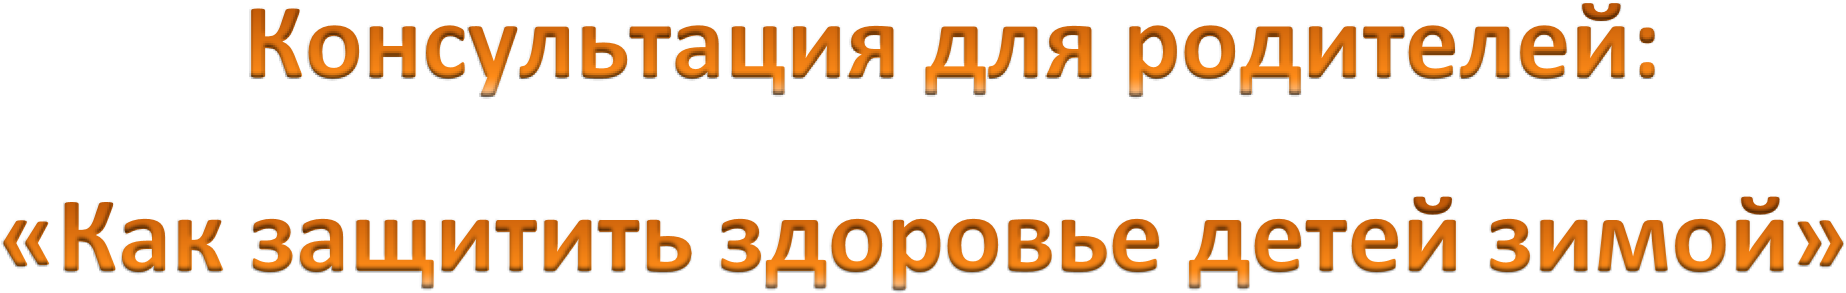 Консультация для родителей:
«Как защитить здоровье детей зимой»